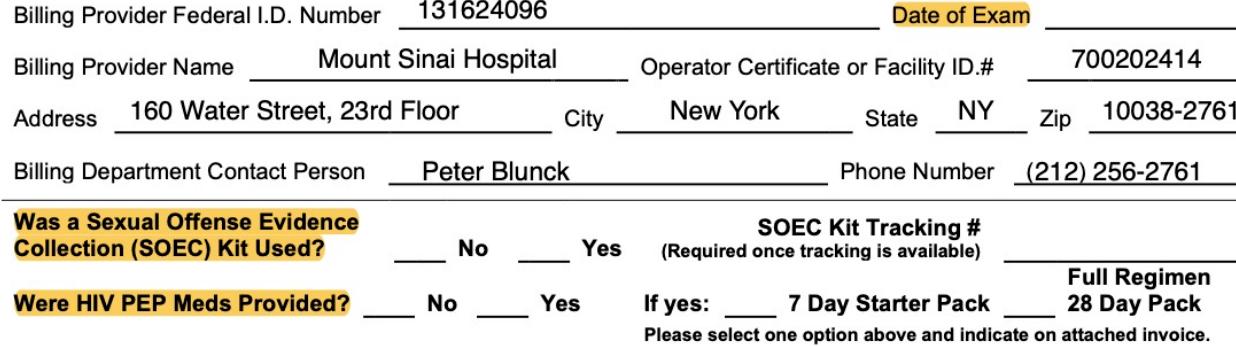 Billing Provider Federal I.D. Number 131624096 Date of Exam
Billing Provider Name Mount Sinai Hospital Operator Certificate or Facility ID.# 700202414
Address 160 Water Street, 23rd Floor City New York State NY Zip 10038-2761
Billing Department Contact Person Peter Blunck Phone Number (212) 256-2761
Was a Sexual Offense Evidence
Collection (SOEC) Kit Used? No Yes
SOEC Kit Tracking #
(Required once tracking is available)
Were HIV PEP Meds Provided? No Yes If yes: 7 Day Starter Pack
Full Regimen
28 Day Pack
Please select one option above and indicate on attached invoice.